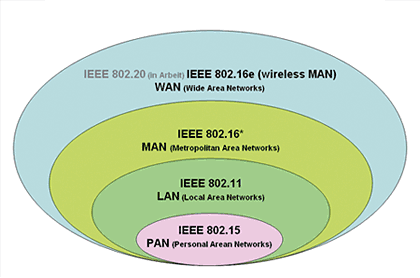 IEEE 802.20 (in Arbeit) IEEE 802.16e (wireless MAN)
WAN (Wide Area Networks)
IEEE 802.16*
MAN (Metropolitan Area Networks)
IEEE 802.11
LAN (Local Area Networks)
IEEE 802.15
PAN (Personal Arean Networks)